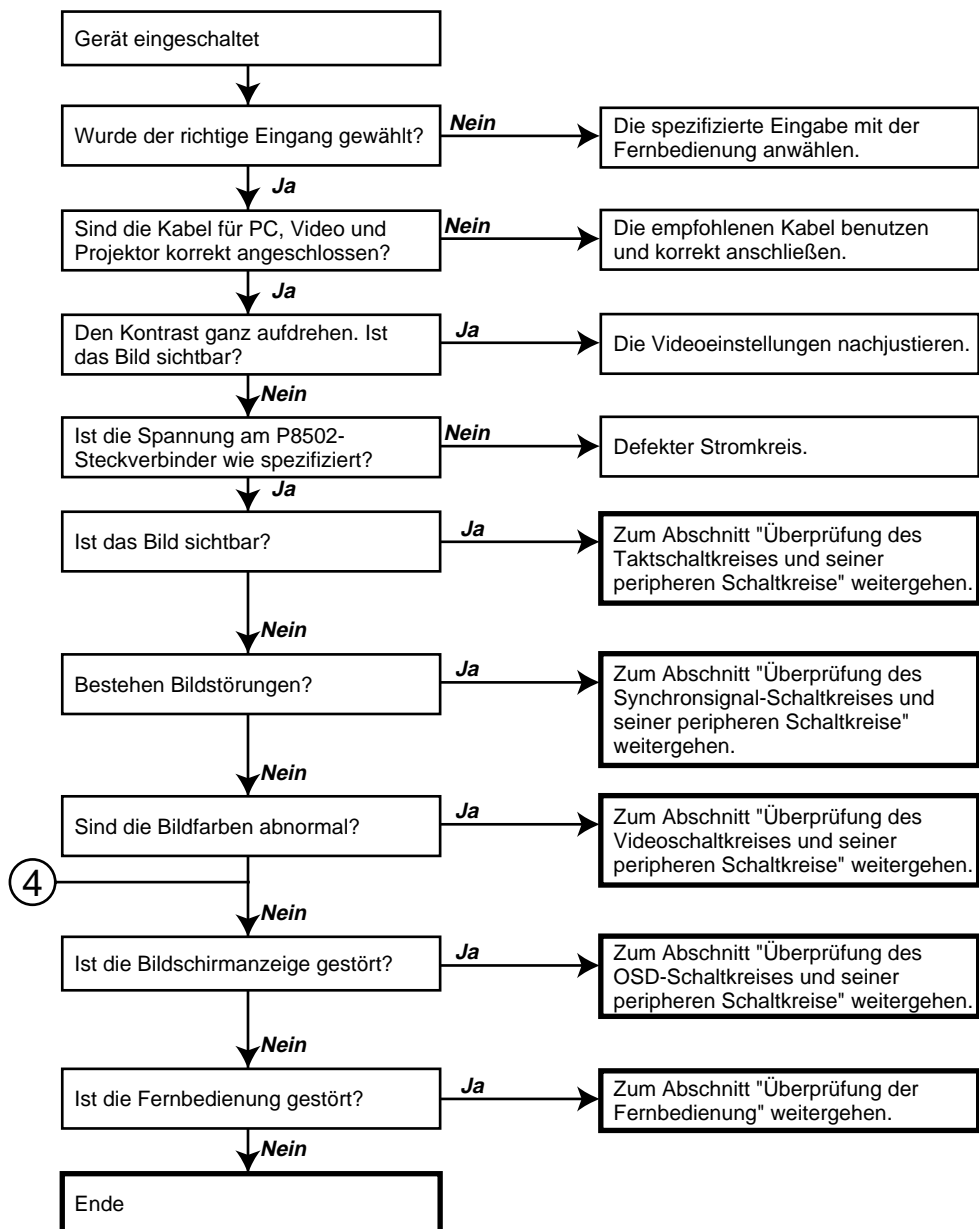 Gerät eingeschaltet
Wurde der richtige Eingang gewählt?
Nein
Die spezifizierte Eingabe mit der
Fernbedienung anwählen.
Ja
Sind die Kabel für PC, Video und
Projektor korrekt angeschlossen?
Nein
Die empfohlenen Kabel benutzen
und korrekt anschließen.
Ja
Den Kontrast ganz aufdrehen. Ist
das Bild sichtbar?
Ja
Die Videoeinstellungen nachjustieren.
Nein
Ist die Spannung am P8502-
Steckverbinder wie spezifiziert?
Nein
Defekter Stromkreis.
Ja
Ist das Bild sichtbar?
Ja
Zum Abschnitt "Überprüfung des
Taktschaltkreises und seiner
peripheren Schaltkreise" weitergehen.
Nein
Bestehen Bildstörungen?
Ja
Zum Abschnitt "Überprüfung des
Synchronsignal-Schaltkreises und
seiner peripheren Schaltkreise"
weitergehen.
Nein
Sind die Bildfarben abnormal?
Ja
Zum Abschnitt "Überprüfung des
Videoschaltkreises und seiner
peripheren Schaltkreise" weitergehen.
4
Nein
Ist die Bildschirmanzeige gestört?
Ja
Zum Abschnitt "Überprüfung des
OSD-Schaltkreises und seiner
peripheren Schaltkreise" weitergehen.
Nein
Ist die Fernbedienung gestört?
Ja
Zum Abschnitt "Überprüfung der
Fernbedienung" weitergehen.
Nein
Ende